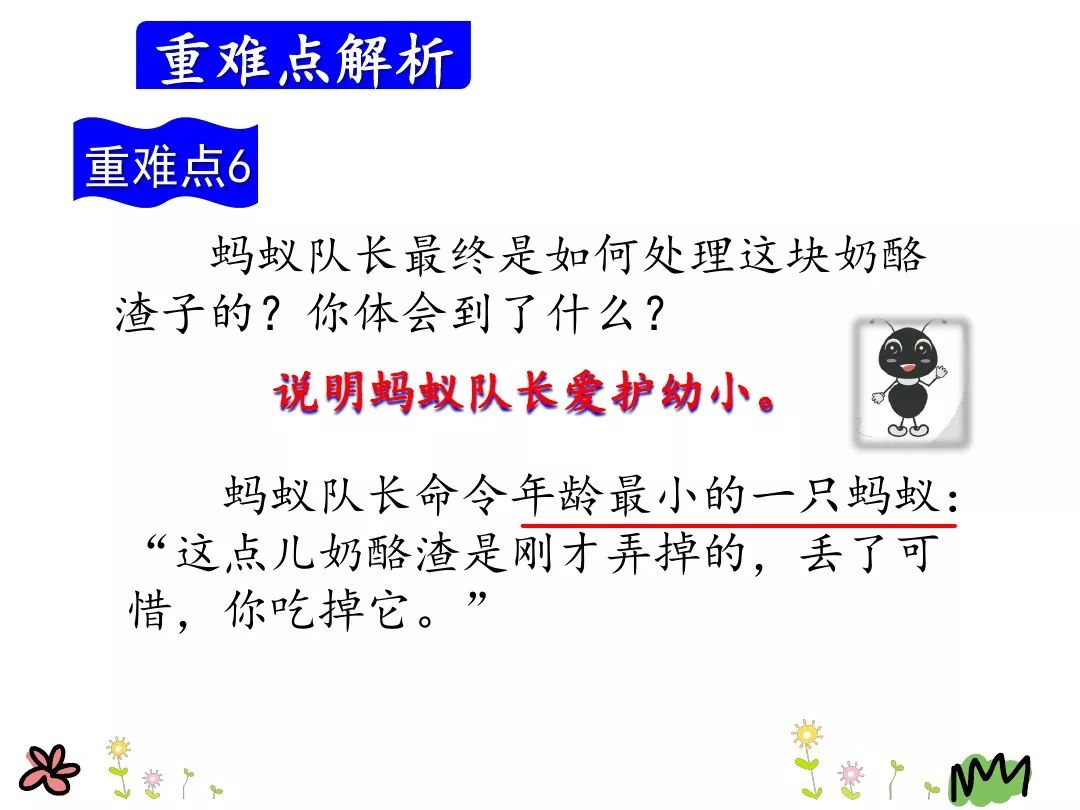 重难点解析
重难点6
蚂蚁队长最终是如何处理这块奶酪
渣子的？你体会到了什么？
说明蚂蚁队长爱护幼小。
蚂蚁队长命令年龄最小的一只蚂蚁：
“这点儿奶酪渣是刚才弄掉的，丢了可
惜，你吃掉它。”